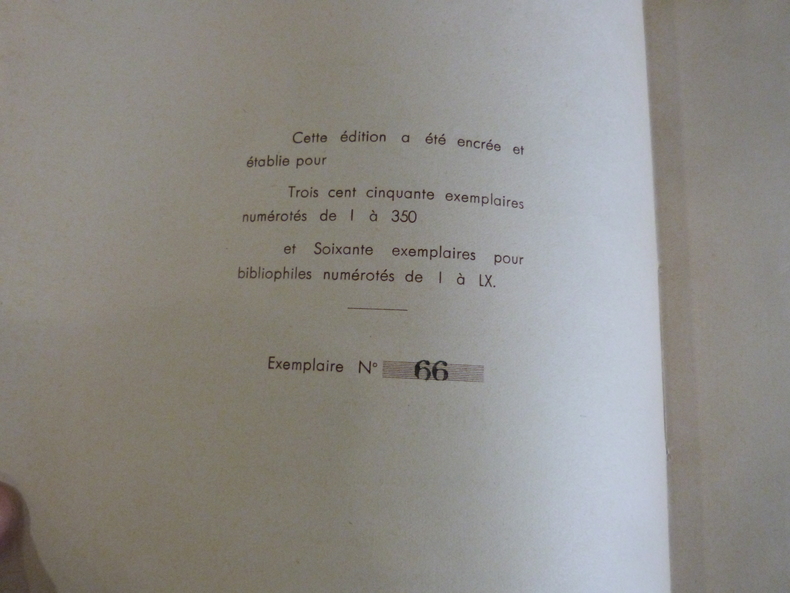 Cette édition a été encrée et
établie pour
Trois cent cinquante exemplaires
numérotés de I à 350
et Soixante exemplaires pour
bibliophiles numérotés de I à LX.
Exemplaire N° 66